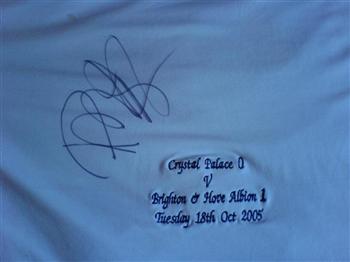 Crystal Palace 0
V
Brighton & Hove Albion 1
Tuesday 18th Oct 2005